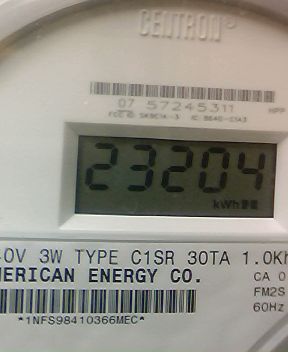 CENTRON
07 57245311
23204
kWh
0V 3W TYPE C1SR 30TA 1.0Kh
MERICAN ENERGY CO.
CA 0
FM2S
60Hz
*1NFS98410366MEC*